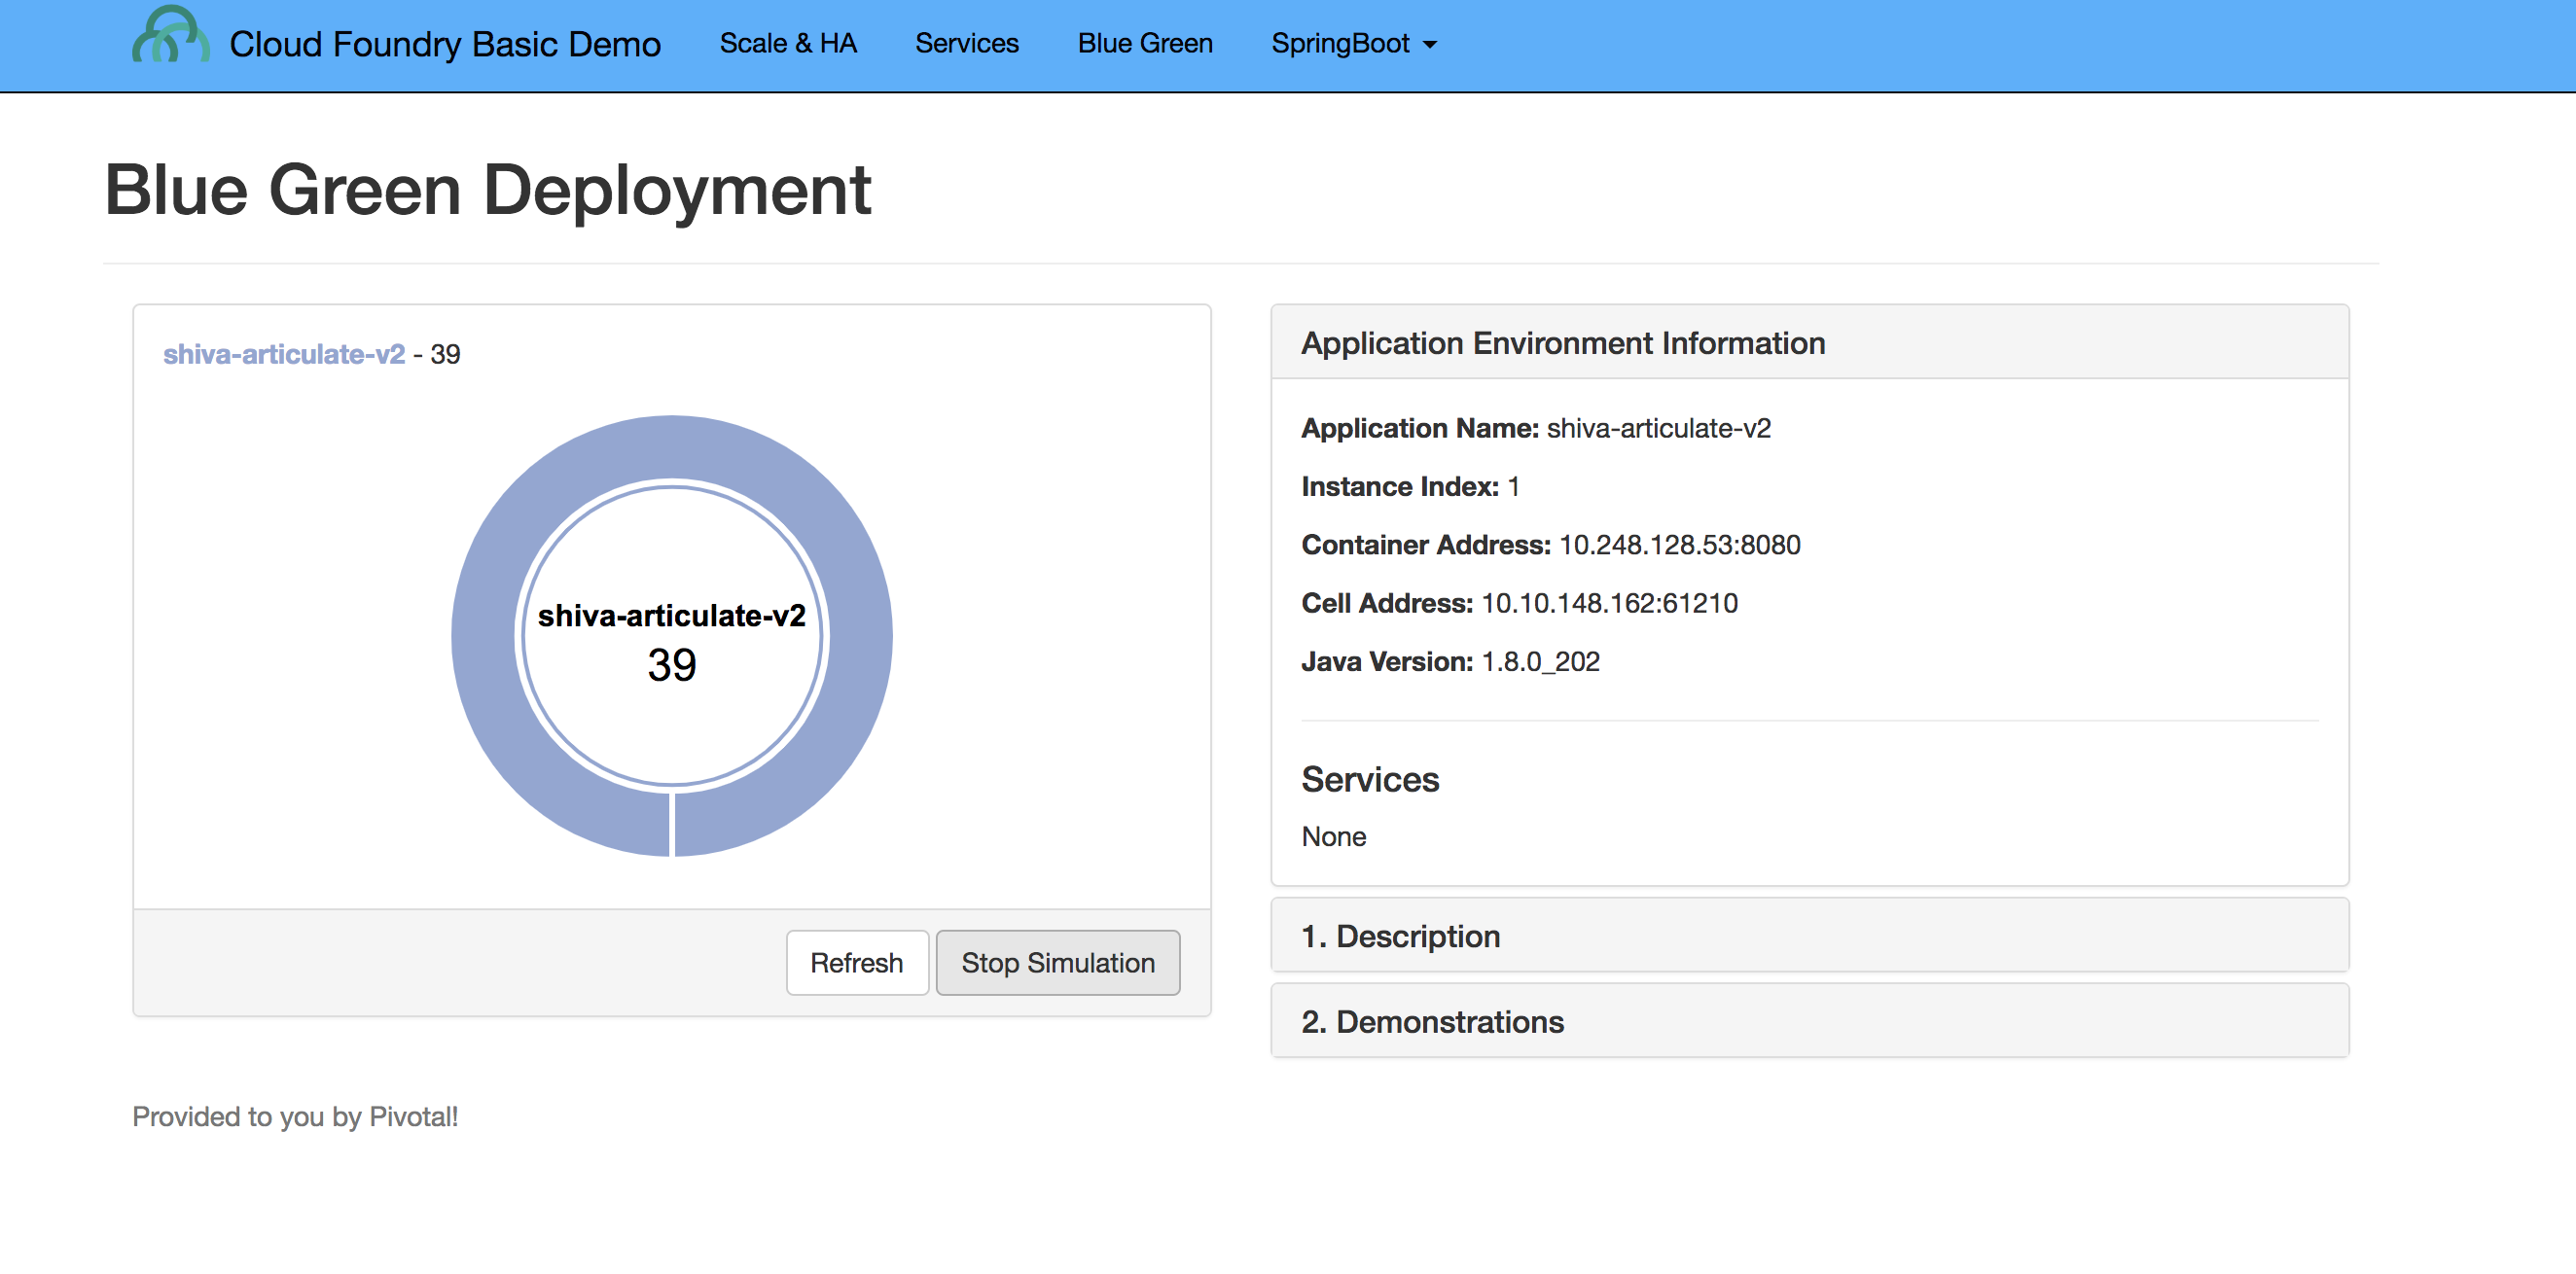 Cloud Foundry Basic Demo Scale & HA Services Blue Green SpringBoot
Blue Green Deployment
shiva-articulate-v2 - 39
shiva-articulate-v2
39
Refresh Stop Simulation
Application Environment Information
Application Name: shiva-articulate-v2
Instance Index: 1
Container Address: 10.248.128.53:8080
Cell Address: 10.10.148.162:61210
Java Version: 1.8.0_202
Services
None
1. Description
2. Demonstrations
Provided to you by Pivotal!